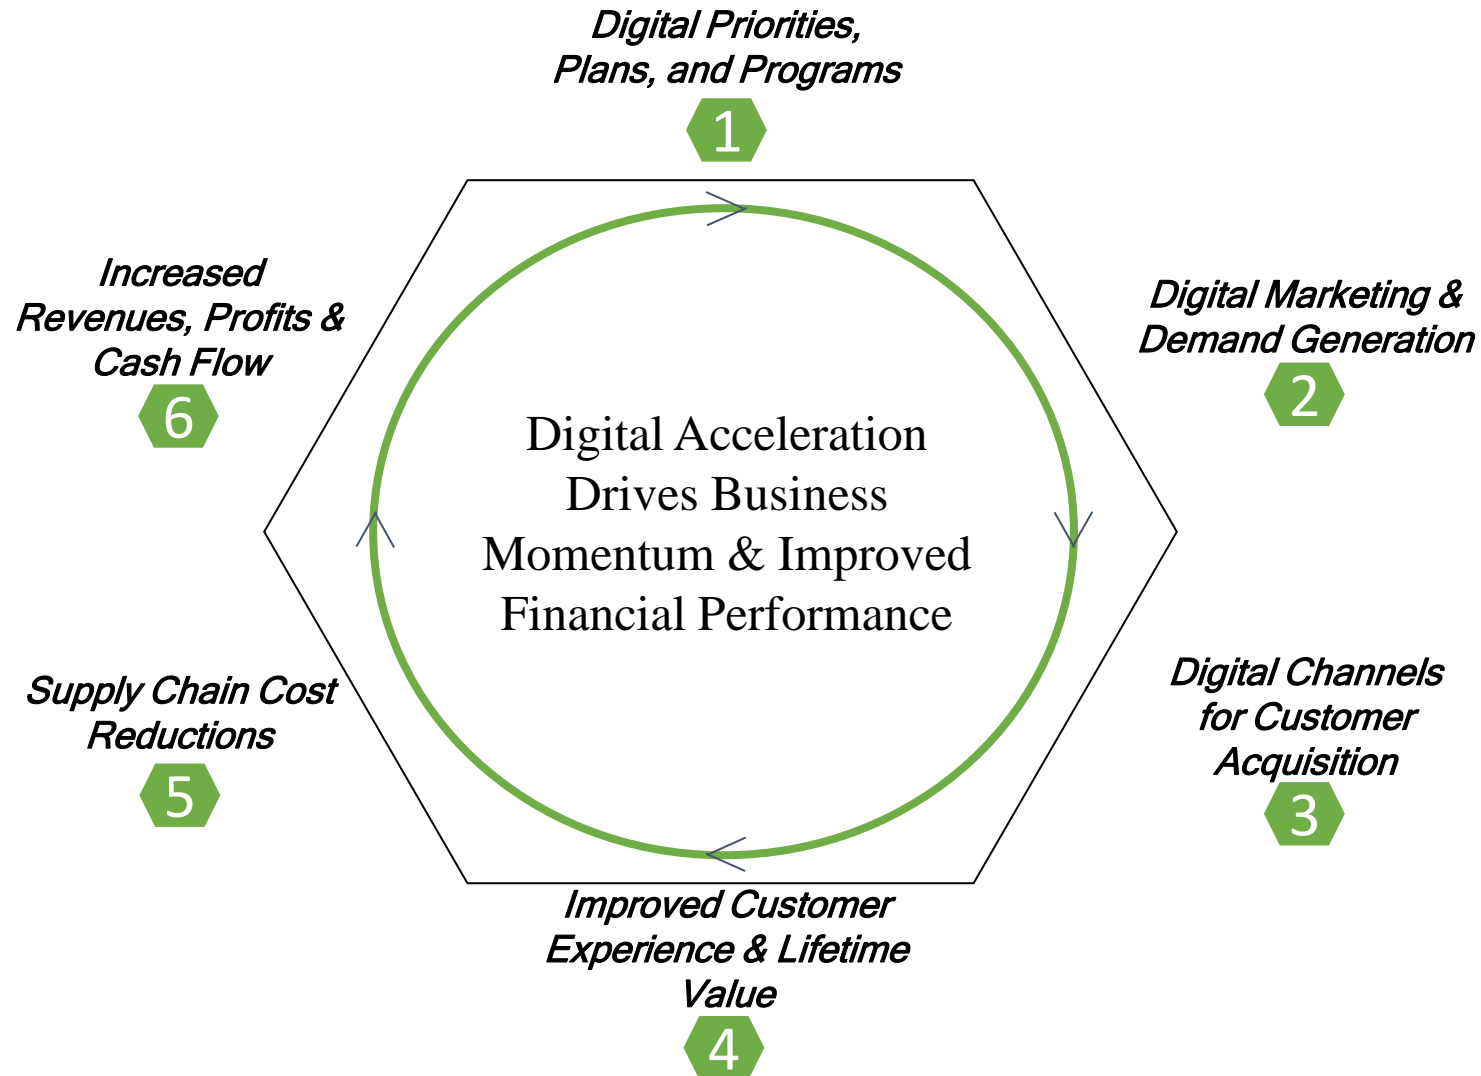 Digital Priorities,
Plans, and Programs
1
Digital Marketing &
Demand Generation
2
Digital Channels
for Customer
Acquisition
3
Improved Customer
Experience & Lifetime
Value
4
Supply Chain Cost
Reductions
5
Increased
Revenues, Profits &
Cash Flow
6
Digital Acceleration
Drives Business
Momentum & Improved
Financial Performance